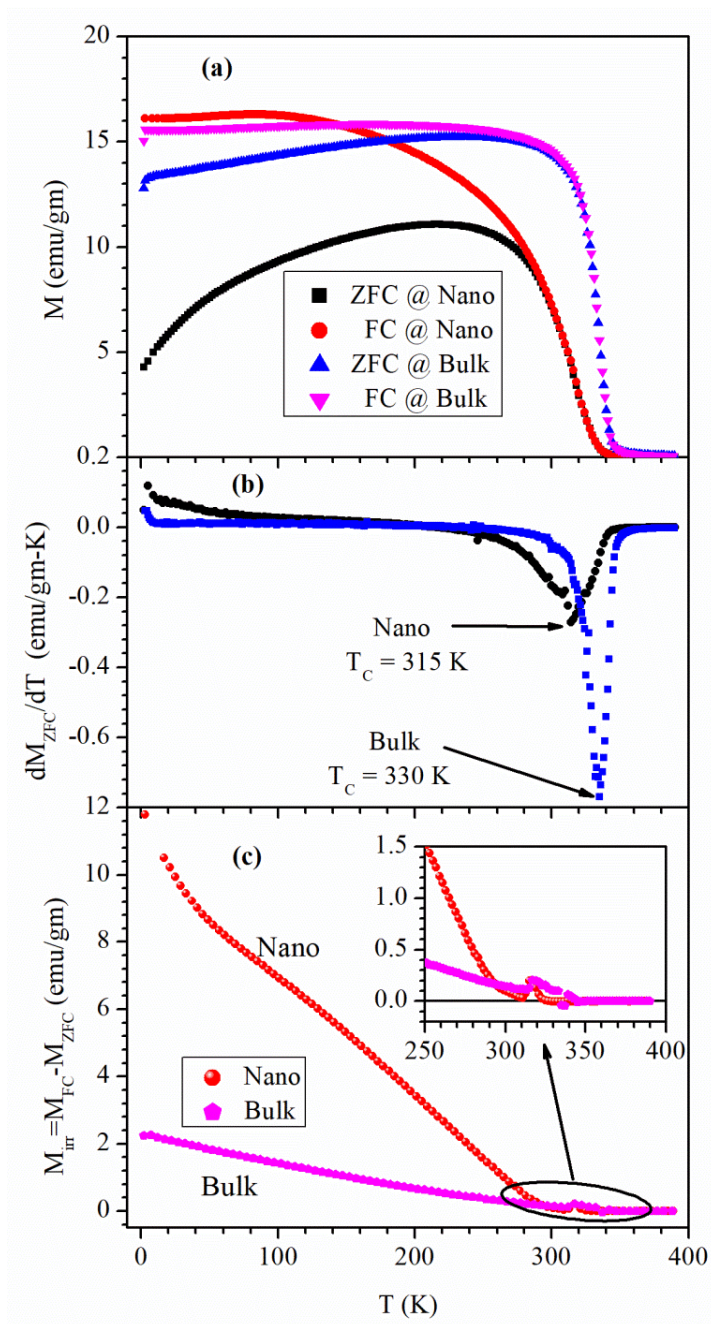 20
(a)
15
10
5
M (emu/gm)
ZFC @ Nano
FC @ Nano
ZFC @ Bulk
FC @ Bulk
0.2
(b)
0.0
-0.2
-0.4
-0.6
dM_ZFC/dT (emu/gm-K)
Nano
T_C = 315 K
Bulk
T_C = 330 K
12
(c)
10
8
6
4
2
0
M_irr=M_FC-M_ZFC (emu/gm)
Nano
Nano
Bulk
Bulk
1.5
1.0
0.5
0.0
250 300 350 400
0 100 200 300 400
T (K)